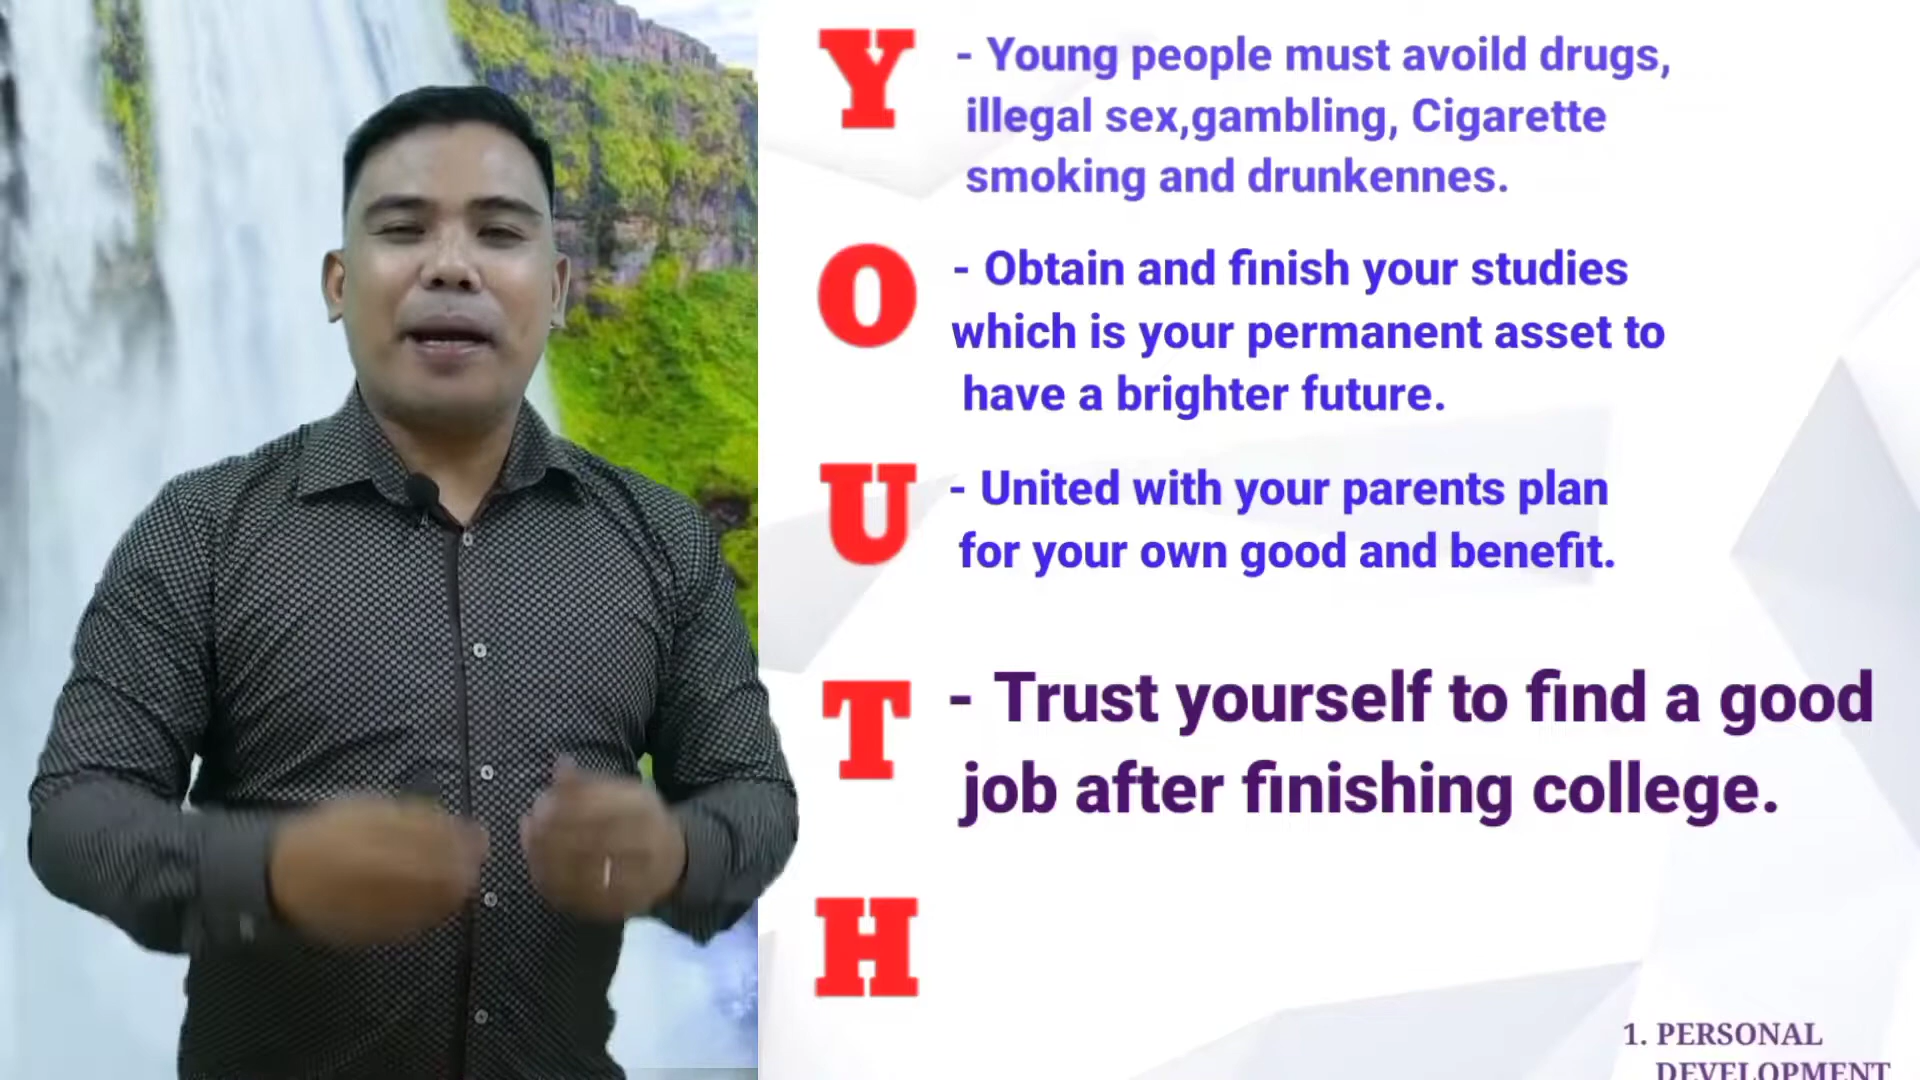 Y - Young people must avoild drugs,
illegal sex,gambling, Cigarette
smoking and drunkennes.
O - Obtain and finish your studies
which is your permanent asset to
have a brighter future.
U - United with your parents plan
for your own good and benefit.
T - Trust yourself to find a good
job after finishing college.
H
1. PERSONAL
DEVELOPMENT